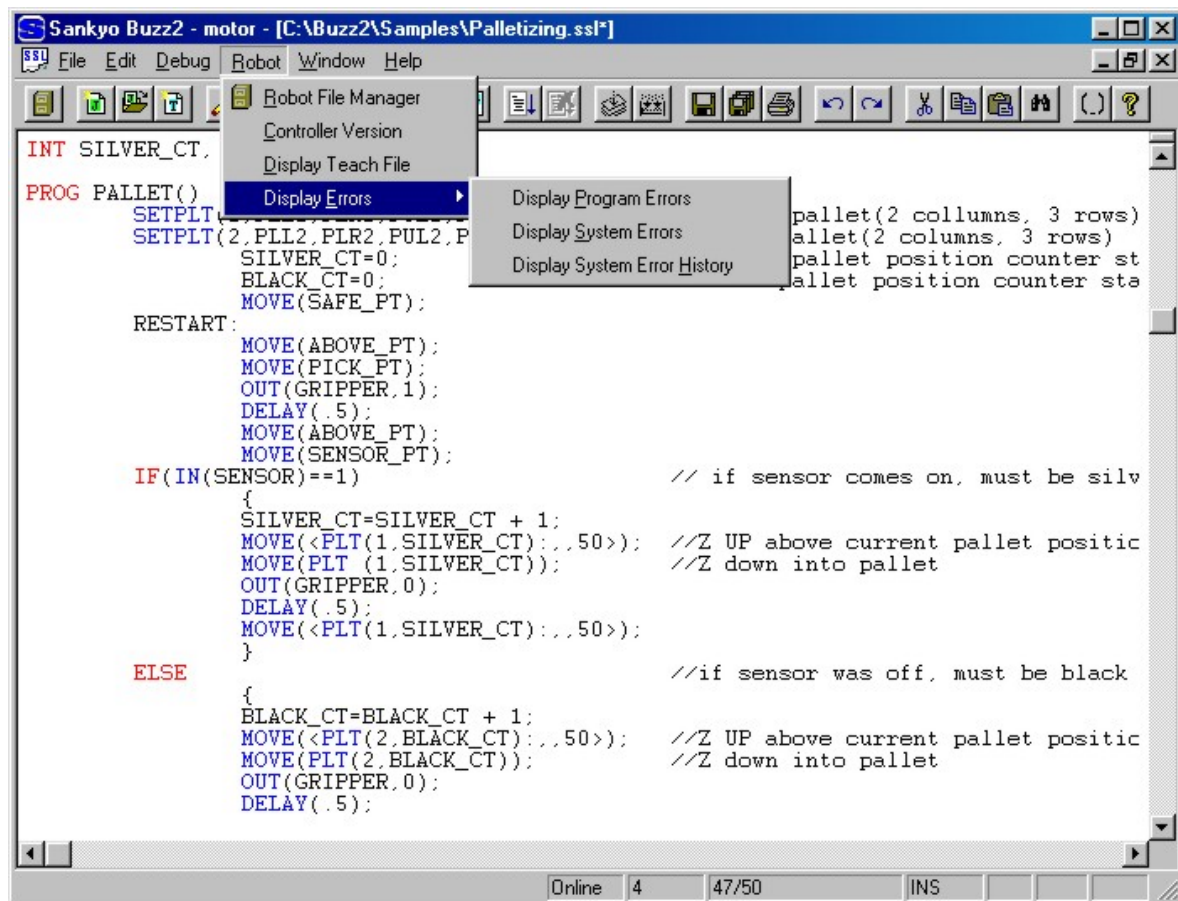 Sankyo Buzz2 - motor - [C:\Buzz2\Samples\Palletizing.ssl*]
SSL File Edit Debug Robot Window Help
Robot File Manager
Controller Version
Display Teach File
Display Errors
Display Program Errors
Display System Errors
Display System Error History
INT SILVER_CT,
PROG PALLET()
pallet(2 collumns, 3 rows)
SETPLT(2,PLL2,PLR2,PUL2,P allet(2 columns, 3 rows)
SILVER_CT=0; pallet position counter st
BLACK_CT=0; pallet position counter sta
MOVE(SAFE_PT);
RESTART:
MOVE(ABOVE_PT);
MOVE(PICK_PT);
OUT(GRIPPER,1);
DELAY(.5);
MOVE(ABOVE_PT);
MOVE(SENSOR_PT);
IF(IN(SENSOR)==1) // if sensor comes on, must be silv
{
SILVER_CT=SILVER_CT + 1;
MOVE(<PLT(1,SILVER_CT):,,50>); //Z UP above current pallet positic
MOVE(PLT (1,SILVER_CT)); //Z down into pallet
OUT(GRIPPER,0);
DELAY(.5);
MOVE(<PLT(1,SILVER_CT):,,50>);
}
ELSE //if sensor was off, must be black
{
BLACK_CT=BLACK_CT + 1;
MOVE(<PLT(2,BLACK_CT):,,50>); //Z UP above current pallet positic
MOVE(PLT(2,BLACK_CT)); //Z down into pallet
OUT(GRIPPER,0);
DELAY(.5);
Online 4 47/50 INS